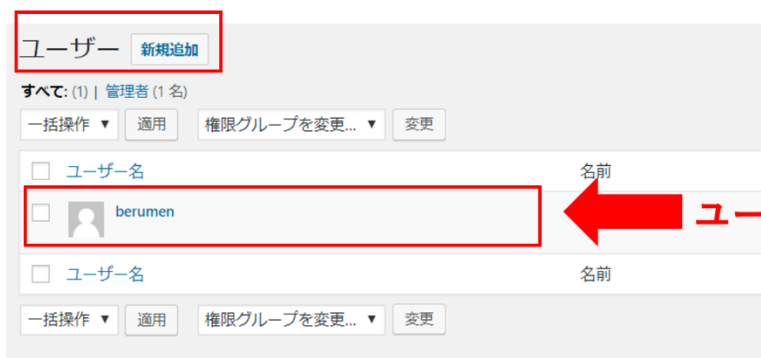 ユーザー 新規追加
すべて: (1) | 管理者 (1 名)
一括操作 ▼ 適用 権限グループを変更... ▼ 変更
ユーザー名 名前
berumen
ユー
ユーザー名 名前
一括操作 ▼ 適用 権限グループを変更... ▼ 変更